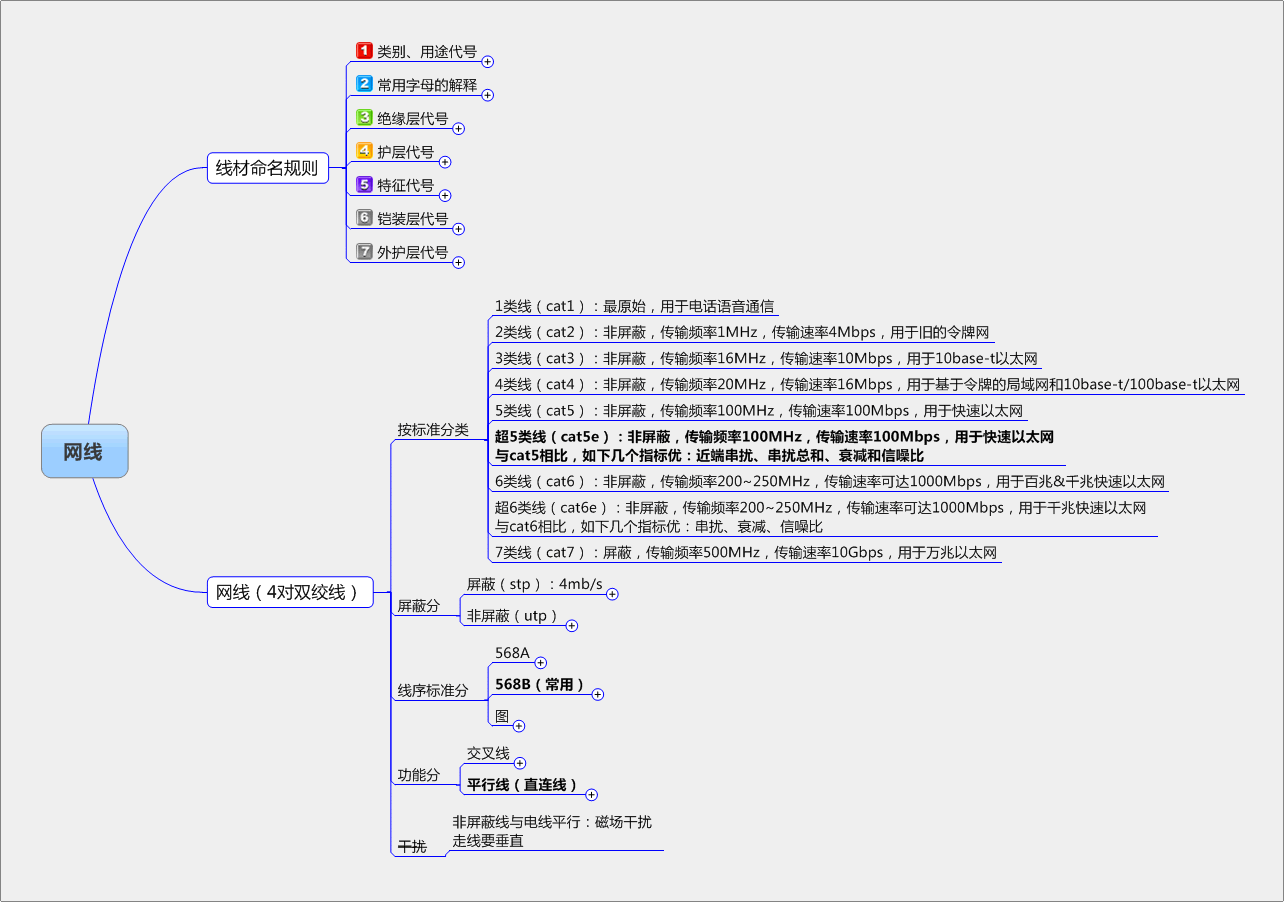 网线
线材命名规则
1 类别、用途代号
2 常用字母的解释
3 绝缘层代号
4 护层代号
5 特征代号
6 铠装层代号
7 外护层代号
网线（4对双绞线）
按标准分类
1类线（cat1）：最原始，用于电话语音通信
2类线（cat2）：非屏蔽，传输频率1MHz，传输速率4Mbps，用于旧的令牌网
3类线（cat3）：非屏蔽，传输频率16MHz，传输速率10Mbps，用于10base-t以太网
4类线（cat4）：非屏蔽，传输频率20MHz，传输速率16Mbps，用于基于令牌的局域网和10base-t/100base-t以太网
5类线（cat5）：非屏蔽，传输频率100MHz，传输速率100Mbps，用于快速以太网
超5类线（cat5e）：非屏蔽，传输频率100MHz，传输速率100Mbps，用于快速以太网
与cat5相比，如下几个指标优：近端串扰、串扰总和、衰减和信噪比
6类线（cat6）：非屏蔽，传输频率200~250MHz，传输速率可达1000Mbps，用于百兆&千兆快速以太网
超6类线（cat6e）：非屏蔽，传输频率200~250MHz，传输速率可达1000Mbps，用于千兆快速以太网
与cat6相比，如下几个指标优：串扰、衰减、信噪比
7类线（cat7）：屏蔽，传输频率500MHz，传输速率10Gbps，用于万兆以太网
屏蔽分
屏蔽（stp）：4mb/s
非屏蔽（utp）
线序标准分
568A
568B（常用）
图
功能分
交叉线
平行线（直连线）
干扰
非屏蔽线与电线平行：磁场干扰
走线要垂直